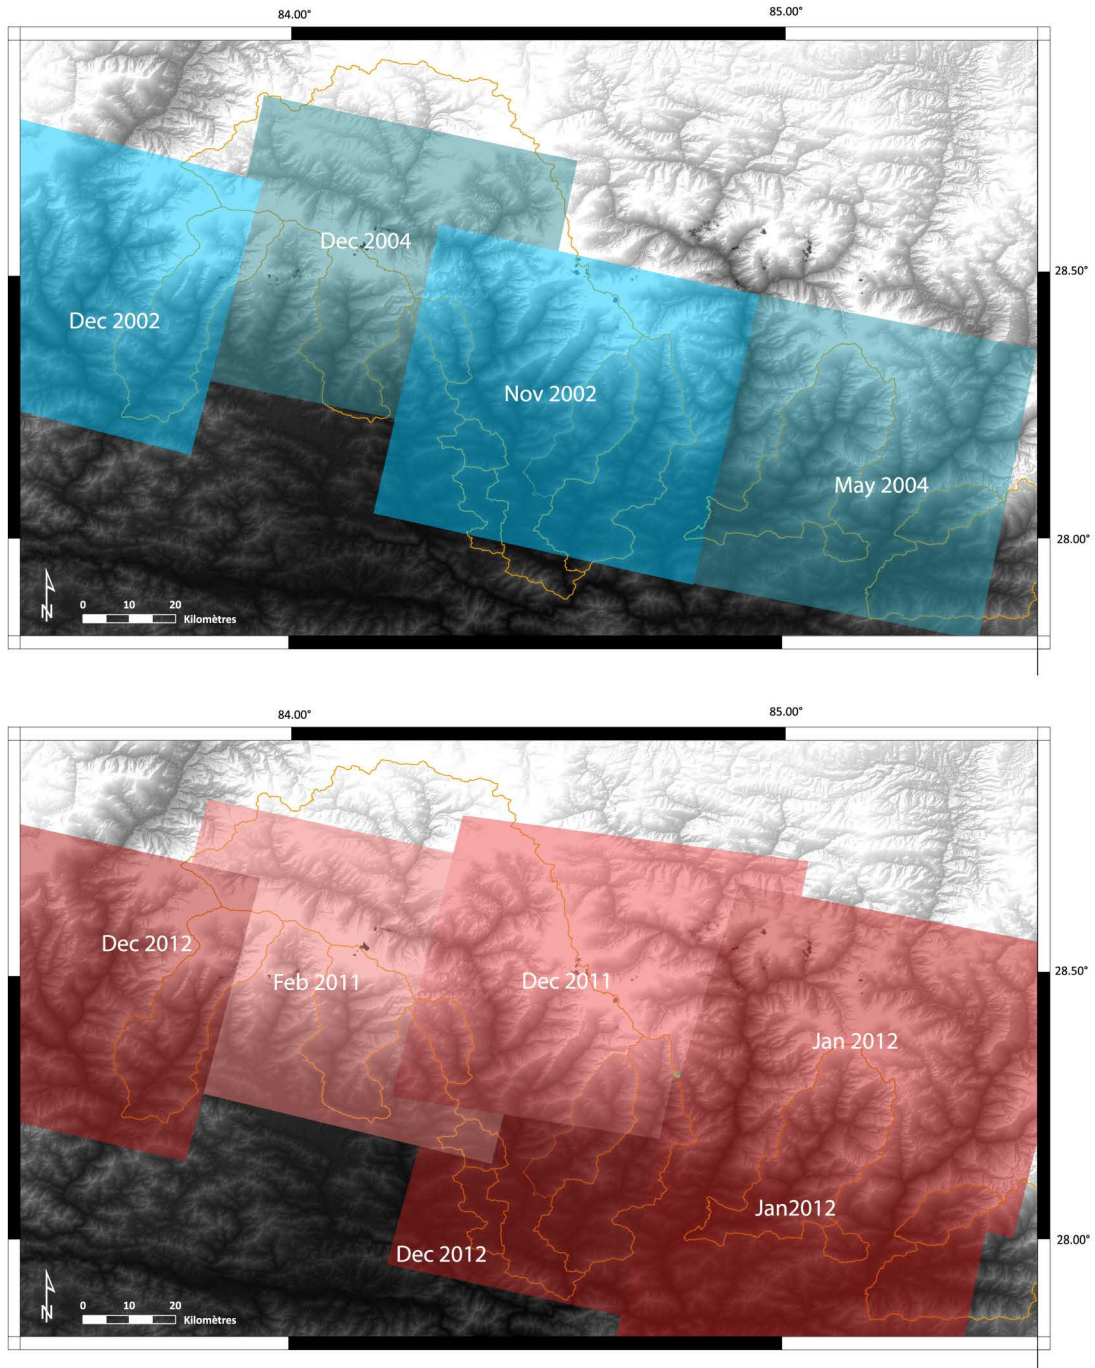 84.00° 85.00°
Dec 2004
Dec 2002
Nov 2002
May 2004
28.50°
28.00°
N
0 10 20
Kilomètres
84.00° 85.00°
Dec 2012
Feb 2011
Dec 2011
Jan 2012
Jan2012
Dec 2012
28.50°
28.00°
N
0 10 20
Kilomètres